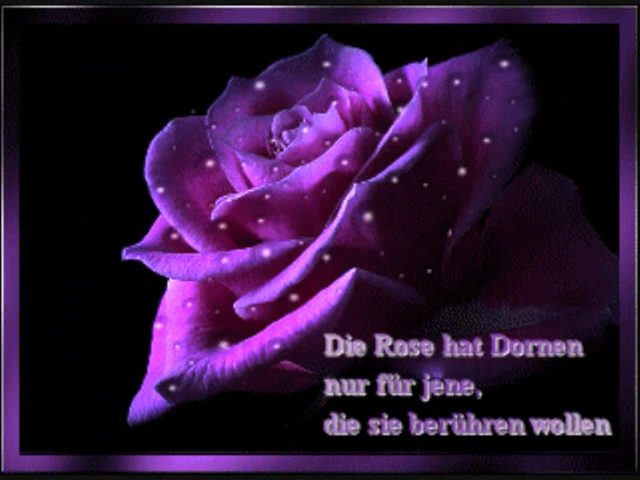 Die Rose hat Dornen
nur für jene,
die sie berühren wollen